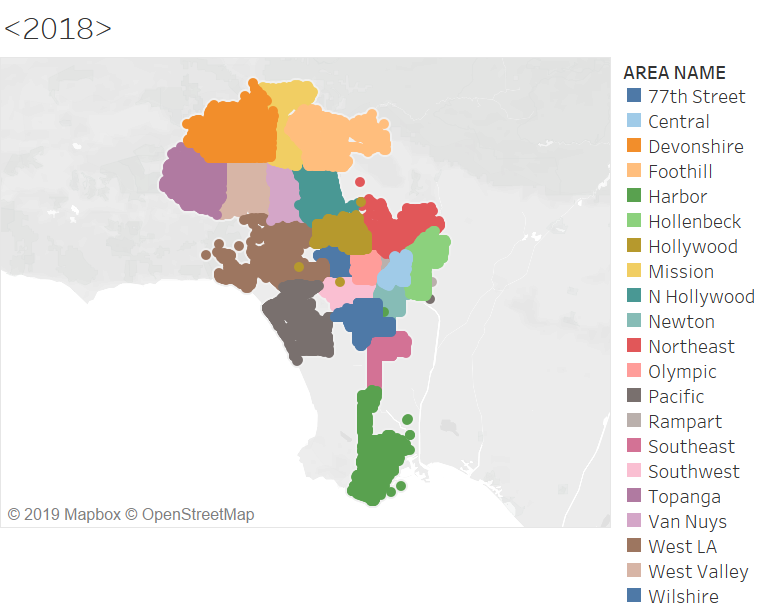 <2018>
AREA NAME
77th Street
Central
Devonshire
Foothill
Harbor
Hollenbeck
Hollywood
Mission
N Hollywood
Newton
Northeast
Olympic
Pacific
Rampart
Southeast
Southwest
Topanga
Van Nuys
West LA
West Valley
Wilshire
© 2019 Mapbox © OpenStreetMap